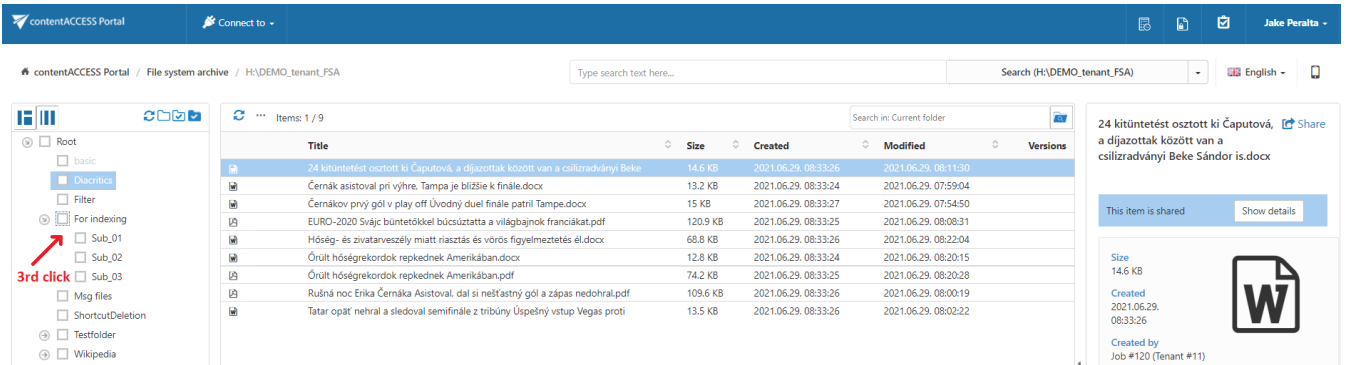 contentACCESS Portal
Connect to
Jake Peralta
contentACCESS Portal / File system archive / H:\DEMO_tenant_FSA
Type search text here...
Search (H:\DEMO_tenant_FSA)
English
Root
basic
Diacritics
Filter
For indexing
Sub_01
Sub_02
3rd click
Sub_03
Msg files
ShortcutDeletion
Testfolder
Wikipedia
... Items: 1 / 9
Search in: Current folder
Title Size Created Modified Versions
24 kitüntetést osztott ki Čaputová, a díjazottak között van a csilizradványi Beke 14.6 KB 2021.06.29. 08:33:26 2021.06.29. 08:11:30
Černák asistoval pri výhre, Tampa je bližšie k finále.docx 13.2 KB 2021.06.29. 08:33:24 2021.06.29. 07:59:04
Černákov prvý gól v play off Úvodný duel finále patril Tampe.docx 15 KB 2021.06.29. 08:33:27 2021.06.29. 07:54:50
EURO-2020 Svájc büntetőkkel búcsúztatta a világbajnok franciákat.pdf 120.9 KB 2021.06.29. 08:33:25 2021.06.29. 08:08:31
Hőség- és zivatarveszély miatt riasztás és vörös figyelmeztetés él.docx 68.8 KB 2021.06.29. 08:33:26 2021.06.29. 08:22:04
Őrült hőségrekordok repkednek Amerikában.docx 12.8 KB 2021.06.29. 08:33:24 2021.06.29. 08:20:15
Őrült hőségrekordok repkednek Amerikában.pdf 74.2 KB 2021.06.29. 08:33:25 2021.06.29. 08:20:28
Rušná noc Erika Černáka Asistoval, dal si nešťastný gól a zápas nedohral.pdf 109.6 KB 2021.06.29. 08:33:26 2021.06.29. 08:00:19
Tatar opäť nehral a sledoval semifinále z tribúny Úspešný vstup Vegas proti 13.5 KB 2021.06.29. 08:33:26 2021.06.29. 08:02:22
24 kitüntetést osztott ki Čaputová,
Share
a díjazottak között van a
csilizradványi Beke Sándor is.docx
This item is shared
Show details
Size
14.6 KB
Created
2021.06.29.
08:33:26
Created by
Job #120 (Tenant #11)
W